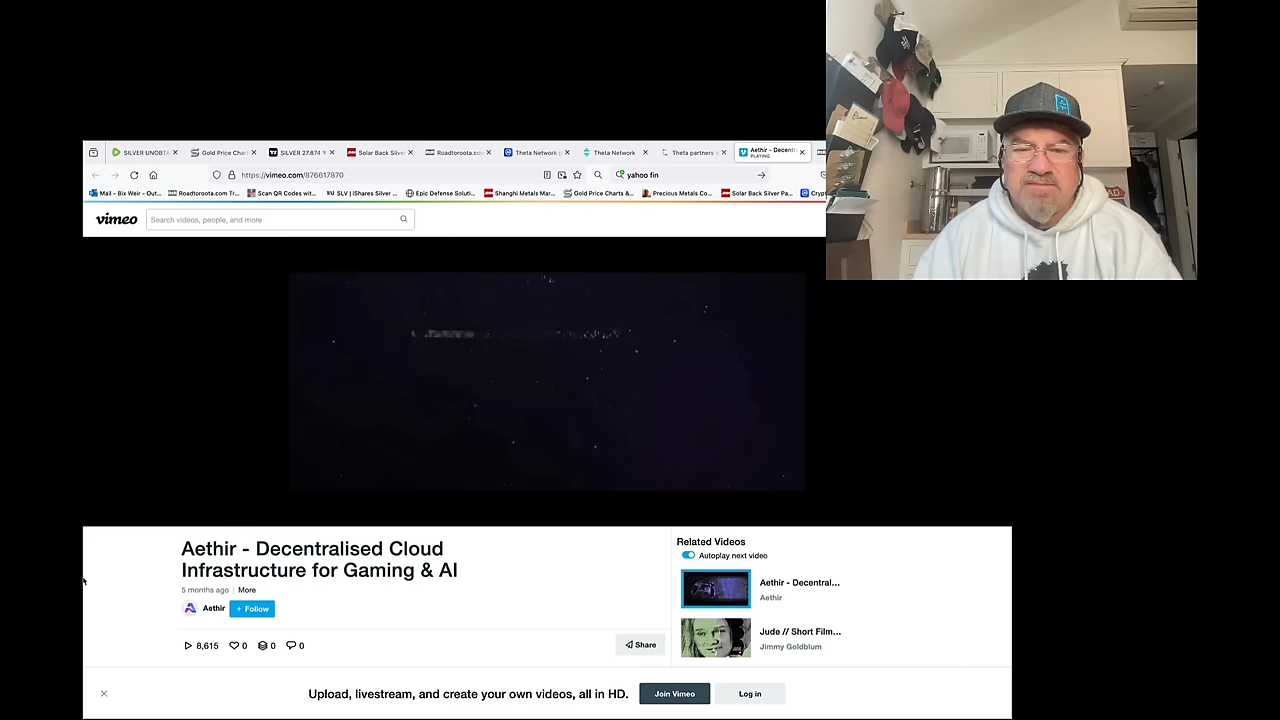 SILVER UNOBTA
Gold Price Char
SILVER 27.874
Solar Back Silver
Roadtoroota.co
Theta Network p
Theta Network
Theta partners
Aethir - Decentr
PLAYING
https://vimeo.com/876617870
yahoo fin
Mail - Bix Weir - Out...
Roadtoroota.com Tr...
Scan QR Codes wit...
SLV | iShares Silver ...
Epic Defense Soluti...
Shanghi Metals Mar...
Gold Price Charts &...
Precious Metals Co...
Solar Back Silver Pa...
Crypt
vimeo
Search videos, people, and more
Aethir - Decentralised Cloud
Infrastructure for Gaming & AI
5 months ago | More
Aethir
+ Follow
8,615
0
0
0
Share
Related Videos
Autoplay next video
Aethir - Decentral...
Aethir
Jude // Short Film...
Jimmy Goldblum
Upload, livestream, and create your own videos, all in HD.
Join Vimeo
Log in